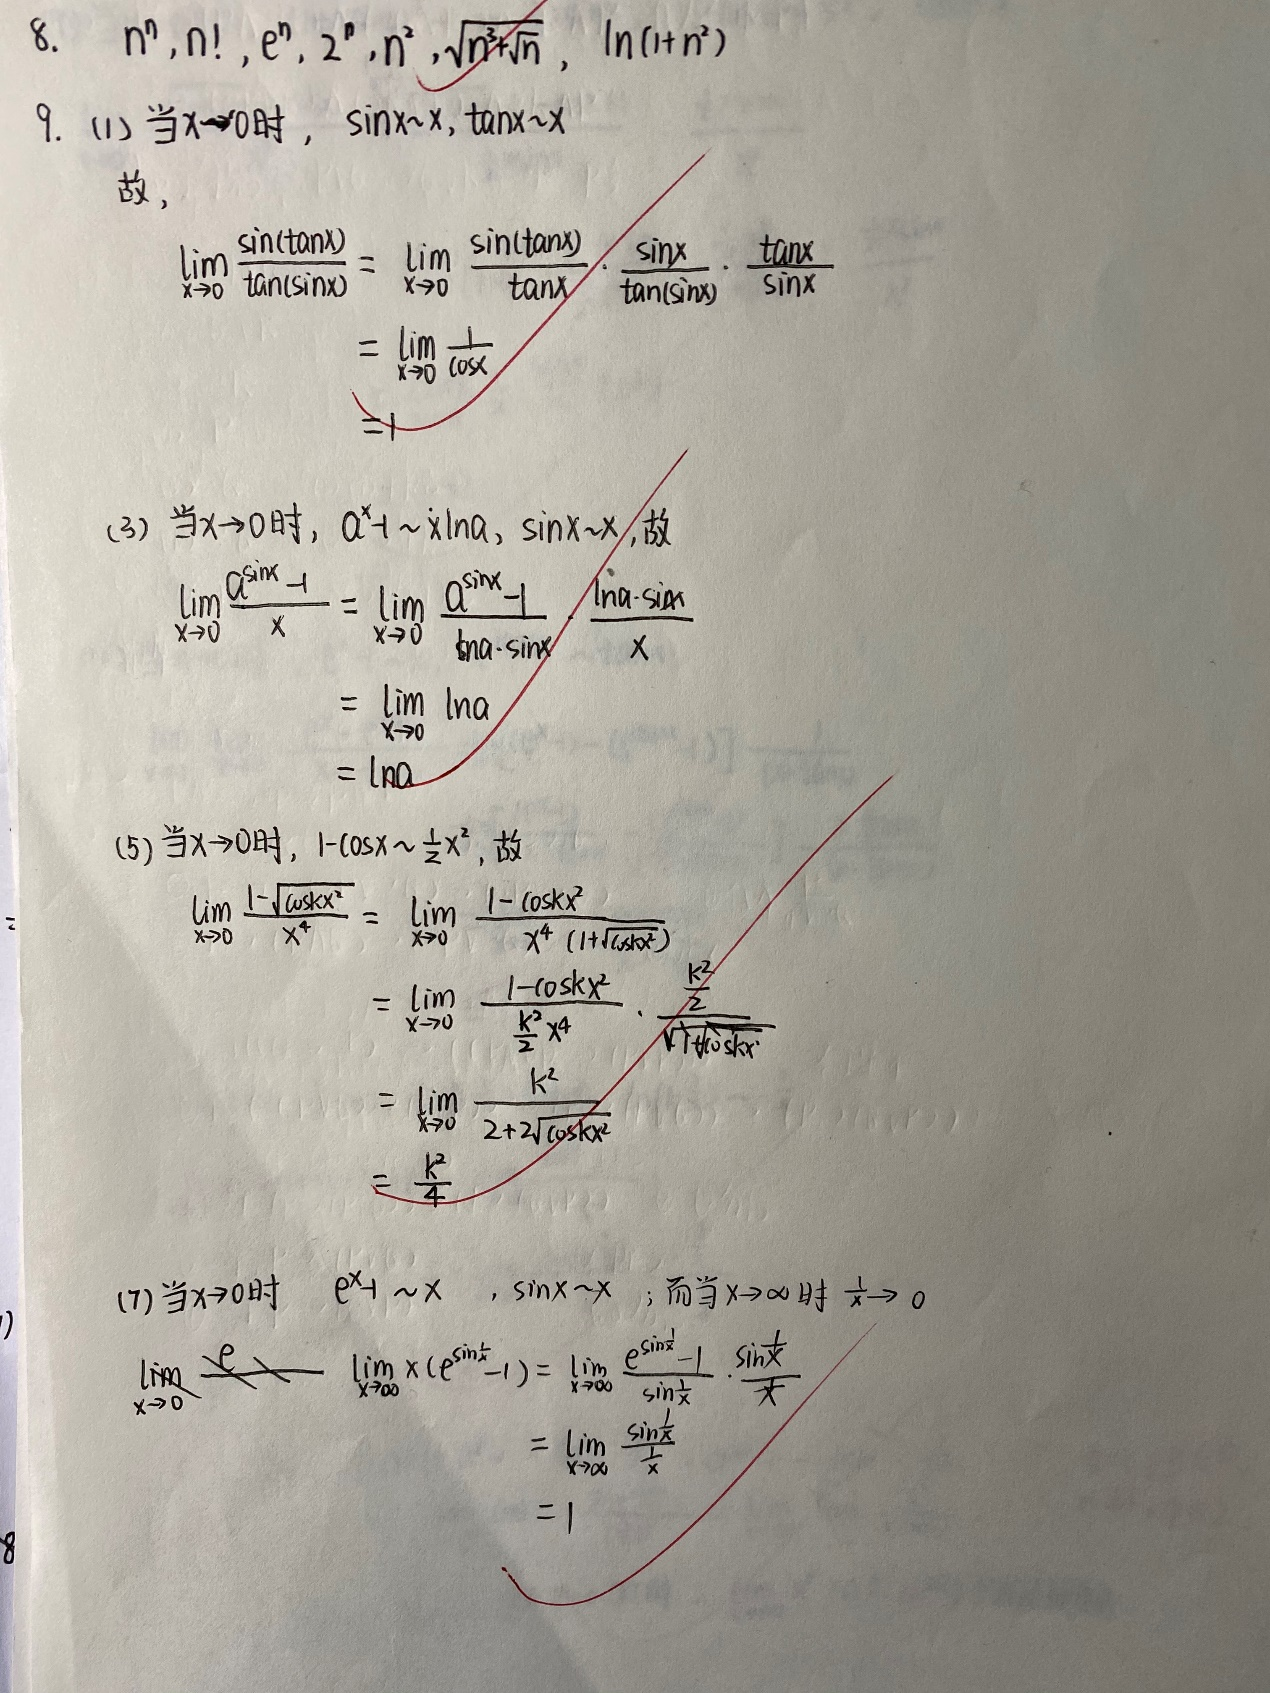 8. nⁿ, n!, eⁿ, 2ⁿ, n², √(n³+√n), ln(1+n²)
9. (1) 当x→0时, sinx~x, tanx~x
故,
lim_{x→0} sin(tanx)/tan(sinx) = lim_{x→0} sin(tanx)/tanx · sinx/tan(sinx) · tanx/sinx
= lim_{x→0} 1/cosx
= 1
(3) 当x→0时, aˣ-1 ~ xlna, sinx~x, 故
lim_{x→0} (a^{sinx}-1)/x = lim_{x→0} (a^{sinx}-1)/(lna·sinx) · (lna·sinx)/x
= lim_{x→0} lna
= lna
(5) 当x→0时, 1-cosx ~ ½x², 故
lim_{x→0} (1-√(coskx²))/x⁴ = lim_{x→0} (1-coskx²)/(x⁴(1+√(coskx²)))
= lim_{x→0} (1-coskx²)/((k²/2)x⁴) · (k²/2)/
= lim_{x→0} k²/(2+2√(coskx²))
= k²/4
(7) 当x→0时 eˣ-1 ~ x , sinx~x ; 而当x→∞时 1/x → 0
lim_{x→∞} x(e^{sin(1/x)}-1) = lim_{x→∞} (e^{sin(1/x)}-1)/sin(1/x) · sin(1/x)/(1/x)
= lim_{x→∞} sin(1/x)/(1/x)
= 1